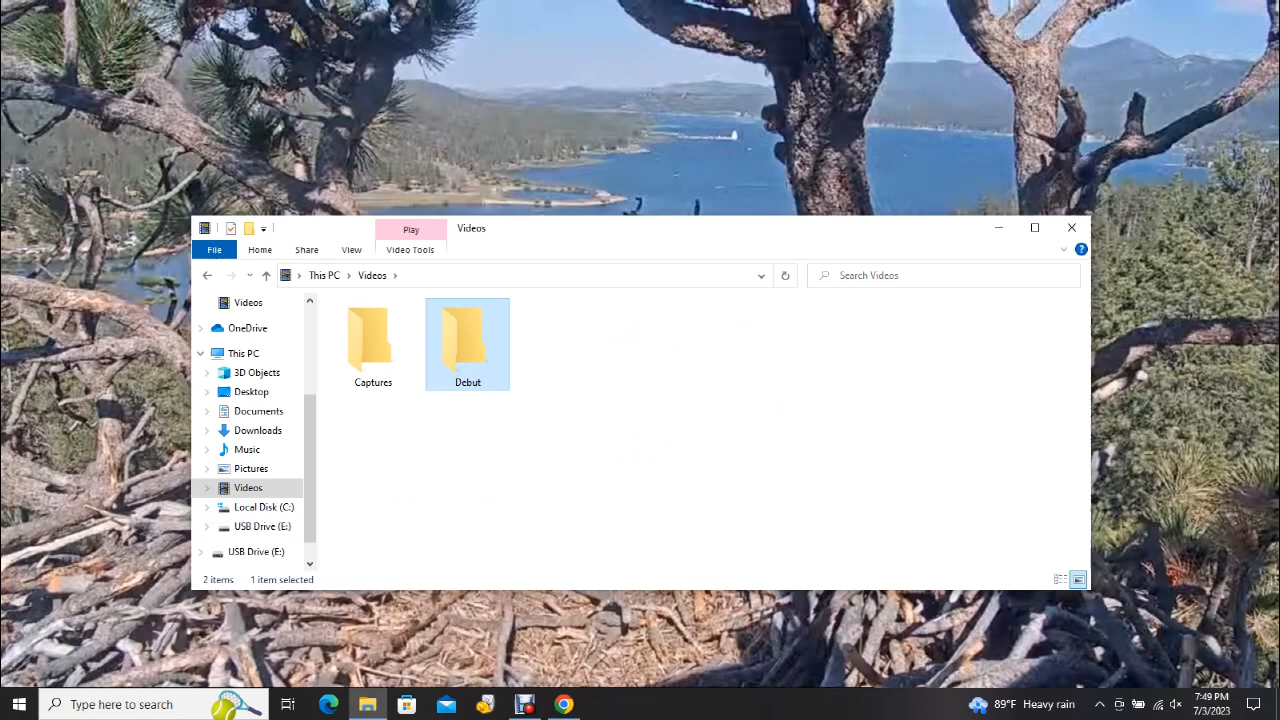 Play
Videos
File
Home
Share
View
Video Tools
This PC
Videos
Search Videos
Videos
OneDrive
This PC
3D Objects
Desktop
Documents
Downloads
Music
Pictures
Videos
Local Disk (C:)
USB Drive (E:)
USB Drive (E:)
Captures
Debut
2 items
1 item selected
Type here to search
89°F Heavy rain
7:49 PM
7/3/2023